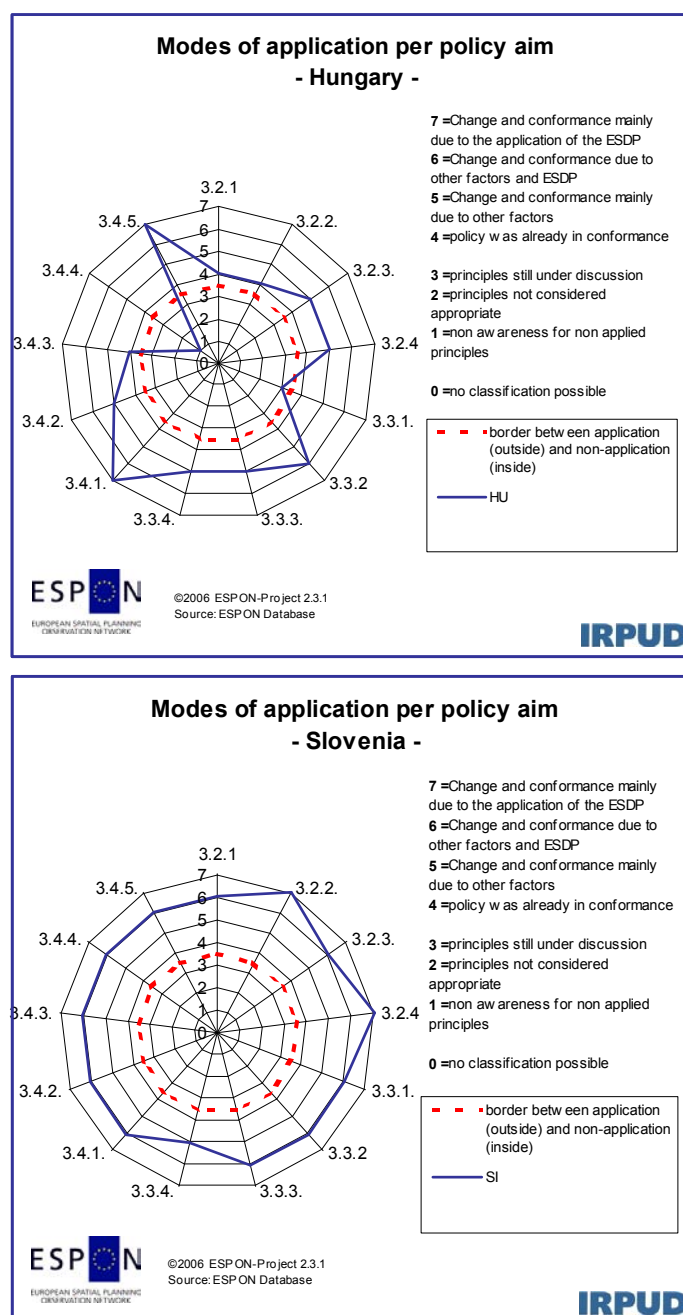 Modes of application per policy aim
- Hungary -
7 =Change and conformance mainly
due to the application of the ESDP
6 =Change and conformance due to
other factors and ESDP
5 =Change and conformance mainly
due to other factors
4 =policy was already in conformance
3 =principles still under discussion
2 =principles not considered
appropriate
1 =non awareness for non applied
principles
0 =no classification possible
3.2.1
3.2.2.
3.2.3.
3.2.4
3.3.1.
3.3.2
3.3.3.
3.3.4.
3.4.1.
3.4.2.
3.4.3.
3.4.4.
3.4.5.
7
6
5
4
3
2
1
0
border between application
(outside) and non-application
(inside)
HU
ESPON
EUROPEAN SPATIAL PLANNING
OBSERVATION NETWORK
©2006 ESPON-Project 2.3.1
Source: ESPON Database
IRPUD
Modes of application per policy aim
- Slovenia -
7 =Change and conformance mainly
due to the application of the ESDP
6 =Change and conformance due to
other factors and ESDP
5 =Change and conformance mainly
due to other factors
4 =policy was already in conformance
3 =principles still under discussion
2 =principles not considered
appropriate
1 =non awareness for non applied
principles
0 =no classification possible
3.2.1
3.2.2.
3.2.3.
3.2.4
3.3.1.
3.3.2
3.3.3.
3.3.4.
3.4.1.
3.4.2.
3.4.3.
3.4.4.
3.4.5.
7
6
5
4
3
2
1
0
border between application
(outside) and non-application
(inside)
SI
ESPON
EUROPEAN SPATIAL PLANNING
OBSERVATION NETWORK
©2006 ESPON-Project 2.3.1
Source: ESPON Database
IRPUD